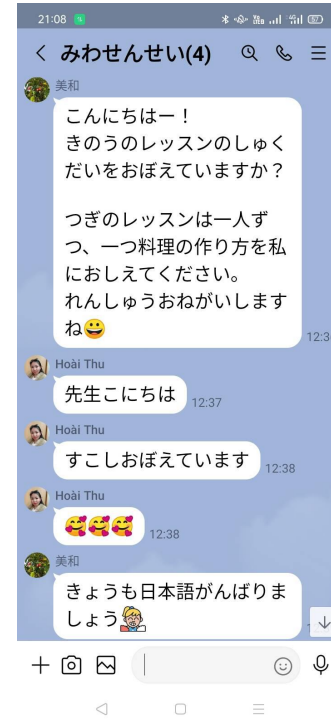 21:08
みわせんせい(4)
美和
こんにちはー！
きのうのレッスンのしゅく
だいをおぼえていますか？
つぎのレッスンは一人ず
つ、一つ料理の作り方を私
におしえてください。
れんしゅうおねがいします
ね😀
12:3
Hoài Thu
先生こにちは
12:37
Hoài Thu
すこしおぼえています
12:38
Hoài Thu
🥰🥰🥰
12:38
美和
きょうも日本語がんばりま
しょう